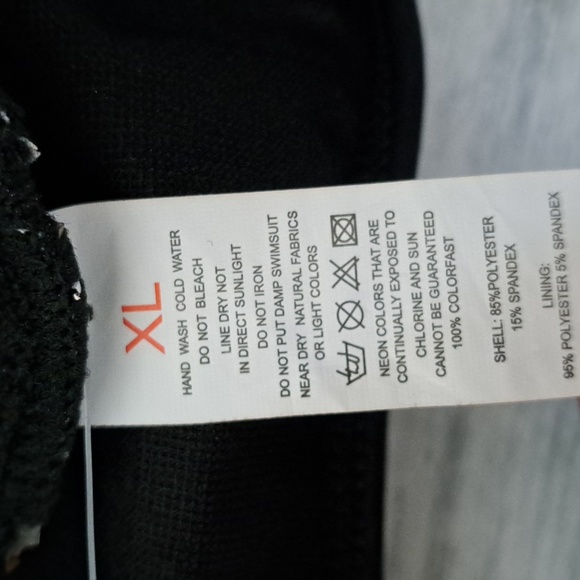 XL
HAND WASH COLD WATER
DO NOT BLEACH
LINE DRY NOT
IN DIRECT SUNLIGHT
DO NOT IRON
DO NOT PUT DAMP SWIMSUIT
NEAR DRY NATURAL FABRICS
OR LIGHT COLORS
NEON COLORS THAT ARE
CONTINUALLY EXPOSED TO
CHLORINE AND SUN
CANNOT BE GUARANTEED
100% COLORFAST
SHELL: 85%POLYESTER
15% SPANDEX
LINING:
95% POLYESTER 5% SPANDEX